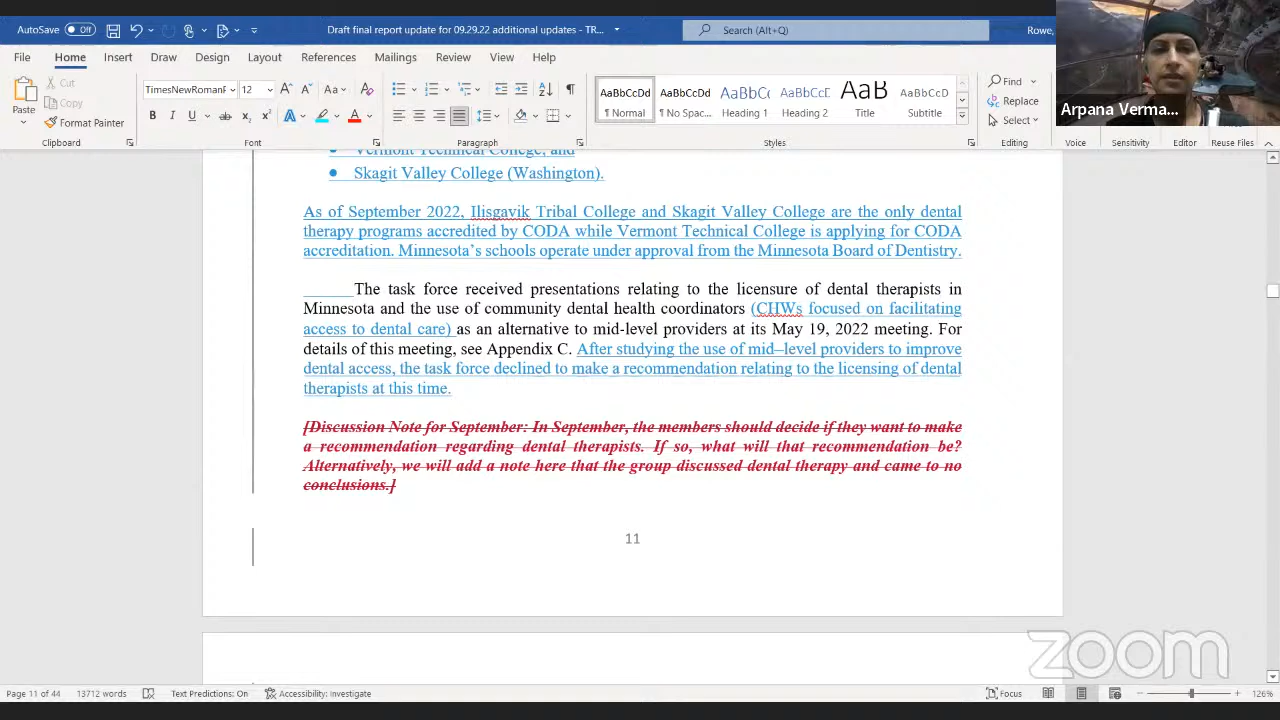 AutoSave Off
Draft final report update for 09.29.22 additional updates - TR...
Search (Alt+Q)
Rowe,
File Home Insert Draw Design Layout References Mailings Review View Help
Arpana Verma...
Paste
Cut
Copy
Format Painter
TimesNewRomanF 12
AaBbCcDd AaBbCcDd AaBbC( AaBbCcE AaB AaBbCcD
¶ Normal ¶ No Spac... Heading 1 Heading 2 Title Subtitle
Find
Replace
Select
Clipboard Font Paragraph Styles Editing Voice Sensitivity Editor Reuse Files
Vermont Technical College, and
Skagit Valley College (Washington).
As of September 2022, Ilisgavik Tribal College and Skagit Valley College are the only dental
therapy programs accredited by CODA while Vermont Technical College is applying for CODA
accreditation. Minnesota's schools operate under approval from the Minnesota Board of Dentistry.
The task force received presentations relating to the licensure of dental therapists in
Minnesota and the use of community dental health coordinators (CHWs focused on facilitating
access to dental care) as an alternative to mid-level providers at its May 19, 2022 meeting. For
details of this meeting, see Appendix C. After studying the use of mid–level providers to improve
dental access, the task force declined to make a recommendation relating to the licensing of dental
therapists at this time.
[Discussion Note for September: In September, the members should decide if they want to make
a recommendation regarding dental therapists. If so, what will that recommendation be?
Alternatively, we will add a note here that the group discussed dental therapy and came to no
conclusions.]
11
zoom
Page 11 of 44 13712 words Text Predictions: On Accessibility: Investigate Focus 126%